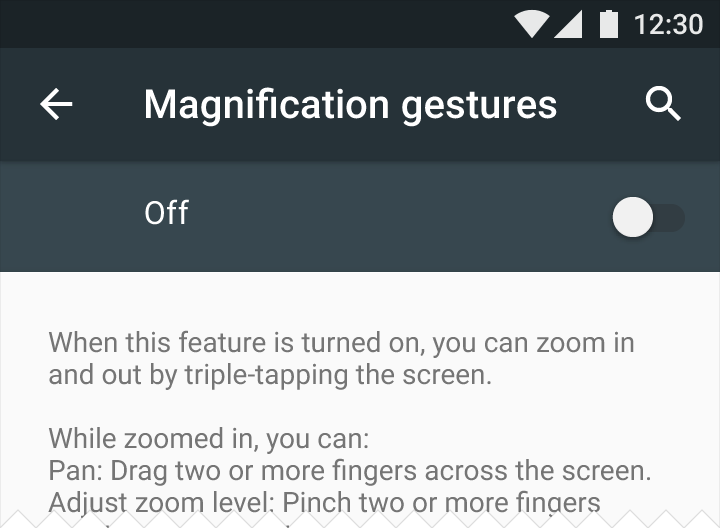 12:30
Magnification gestures
Off
When this feature is turned on, you can zoom in
and out by triple-tapping the screen.
While zoomed in, you can:
Pan: Drag two or more fingers across the screen.
Adjust zoom level: Pinch two or more fingers